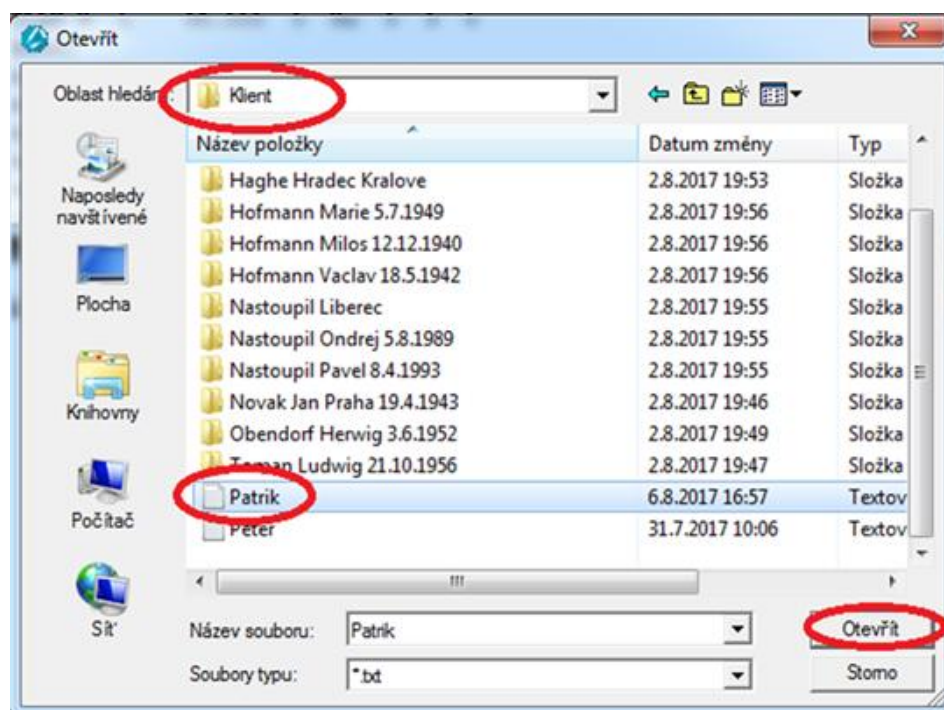 Otevřít
Oblast hledání: Klient
Název položky Datum změny Typ
Haghe Hradec Kralove 2.8.2017 19:53 Složka
Hofmann Marie 5.7.1949 2.8.2017 19:56 Složka
Hofmann Milos 12.12.1940 2.8.2017 19:56 Složka
Hofmann Vaclav 18.5.1942 2.8.2017 19:56 Složka
Nastoupil Liberec 2.8.2017 19:55 Složka
Nastoupil Ondrej 5.8.1989 2.8.2017 19:55 Složka
Nastoupil Pavel 8.4.1993 2.8.2017 19:55 Složka
Novak Jan Praha 19.4.1943 2.8.2017 19:46 Složka
Obendorf Herwig 3.6.1952 2.8.2017 19:49 Složka
Toman Ludwig 21.10.1956 2.8.2017 19:47 Složka
Patrik 6.8.2017 16:57 Textov
Peter 31.7.2017 10:06 Textov
Naposledy
navštívené
Plocha
Knihovny
Počítač
Síť
Název souboru: Patrik Otevřít
Soubory typu: *.txt Storno